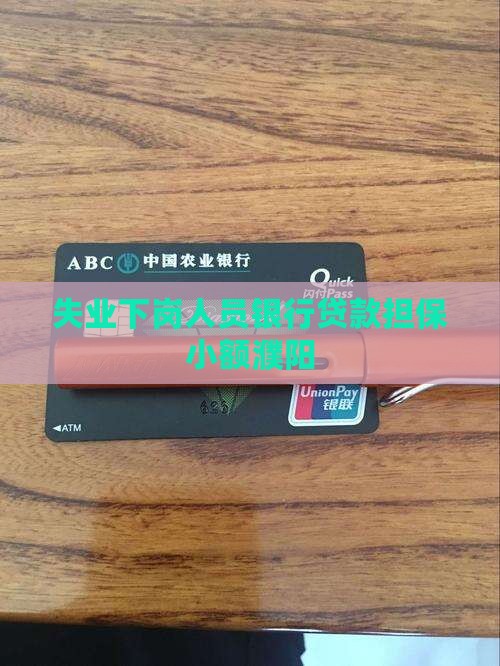 ABC 中国农业银行
Quick
闪付Pass
失业下岗人员银行贷款担保
小额濮阳
UnionPay
银联
◄ATM